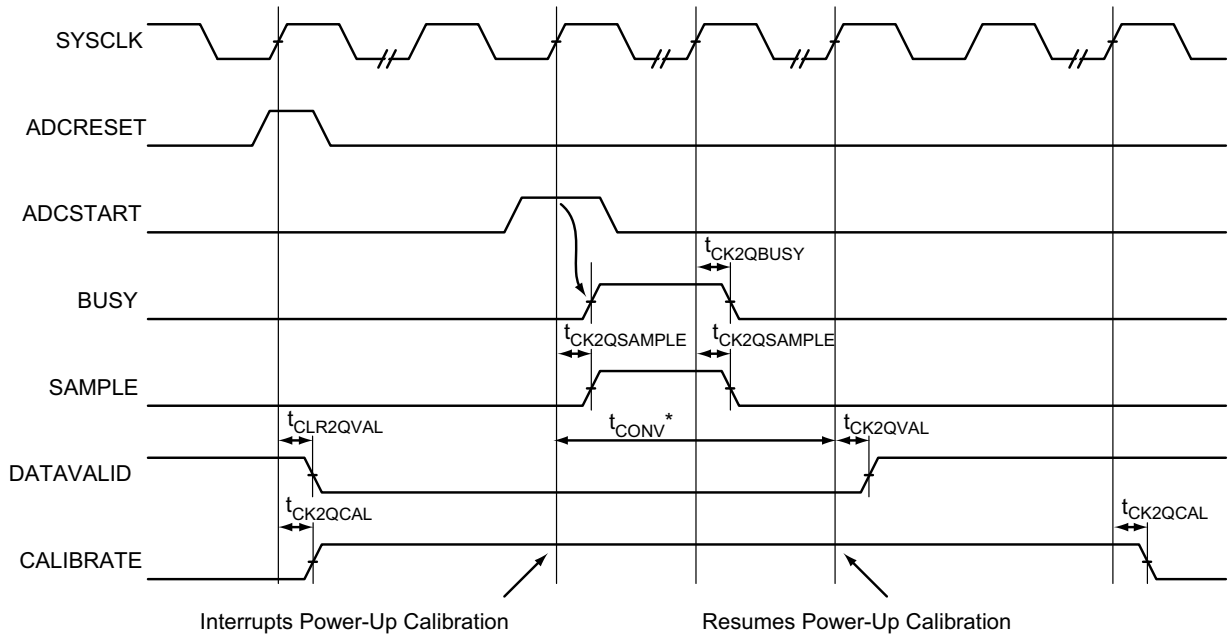 SYSCLK
ADCRESET
ADCSTART
tCK2QBUSY
BUSY
tCK2QSAMPLE tCK2QSAMPLE
SAMPLE
tCLR2QVAL tCONV* tCK2QVAL
DATAVALID
tCK2QCAL tCK2QCAL
CALIBRATE
Interrupts Power-Up Calibration Resumes Power-Up Calibration